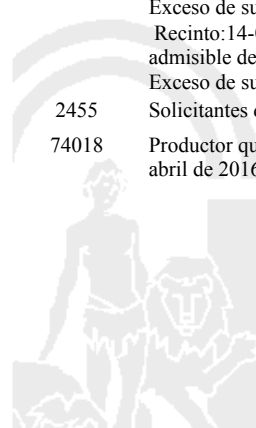 Exceso de su
Recinto:14-
admisible de
Exceso de su
2455 Solicitantes
74018 Productor qu
abril de 2016